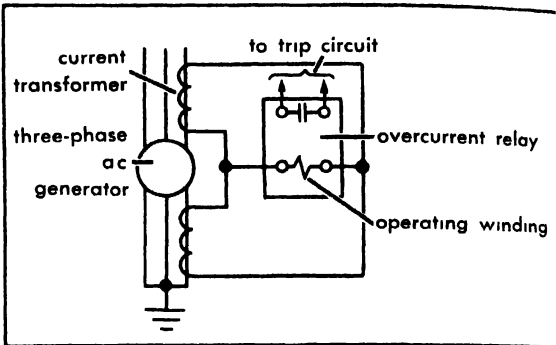 to trip circuit
current
transformer
three-phase
ac
generator
overcurrent relay
operating winding